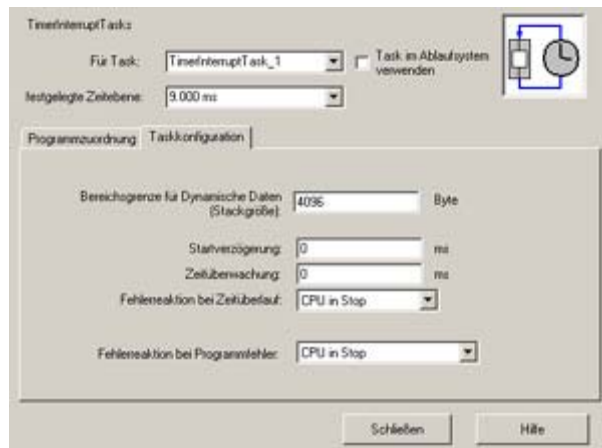 TimerInterruptTasks
Für Task: TimerInterruptTask_1 Task im Ablaufsystem verwenden
festgelegte Zeitebene: 9.000 ms
Programmzuordnung Taskkonfiguration
Bereichsgrenze für Dynamische Daten (Stackgröße): 4096 Byte
Startverzögerung: 0 ms
Zeitüberwachung: 0 ms
Fehlerreaktion bei Zeitüberlauf: CPU in Stop
Fehlerreaktion bei Programmfehler: CPU in Stop
Schließen Hilfe